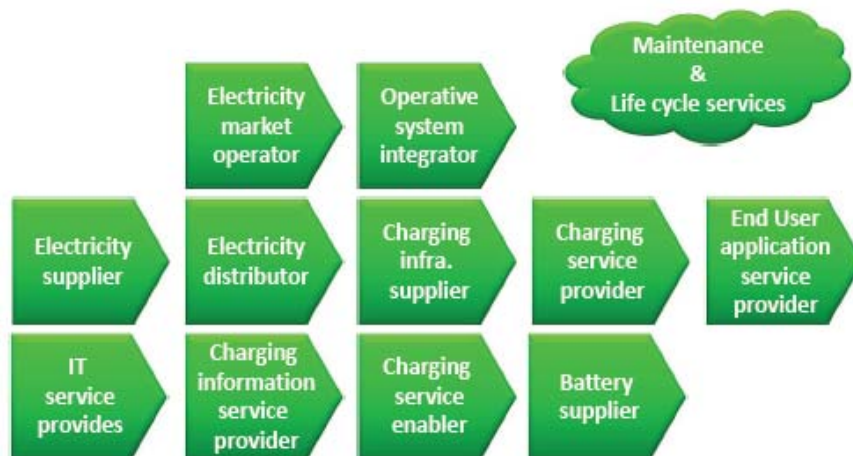 Maintenance
&
Life cycle services
Electricity
market
operator
Operative
system
integrator
Electricity
supplier
Electricity
distributor
Charging
infra.
supplier
Charging
service
provider
End User
application
service
provider
IT
service
provides
Charging
information
service
provider
Charging
service
enabler
Battery
supplier